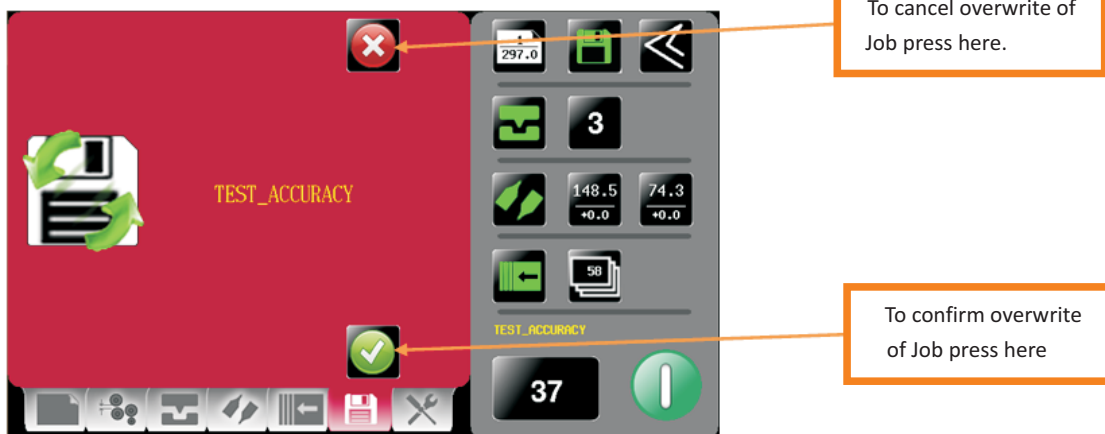 To cancel overwrite of
Job press here.
297.0
3
TEST_ACCURACY
148.5
+0.0
74.3
+0.0
58
TEST_ACCURACY
37
To confirm overwrite
of Job press here